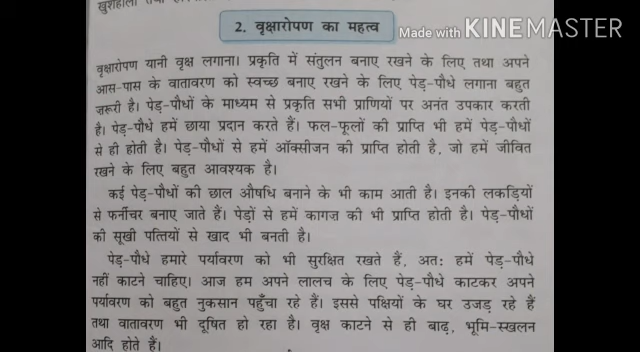 खुशहाली तथा
Made with KINEMASTER
2. वृक्षारोपण का महत्व
वृक्षारोपण यानी वृक्ष लगाना। प्रकृति में संतुलन बनाए रखने के लिए तथा अपने
आस-पास के वातावरण को स्वच्छ बनाए रखने के लिए पेड़-पौधे लगाना बहुत
ज़रूरी है। पेड़-पौधों के माध्यम से प्रकृति सभी प्राणियों पर अनंत उपकार करती
है। पेड़-पौधे हमें छाया प्रदान करते हैं। फल-फूलों की प्राप्ति भी हमें पेड़-पौधों
से ही होती है। पेड़-पौधों से हमें ऑक्सीजन की प्राप्ति होती है, जो हमें जीवित
रखने के लिए बहुत आवश्यक है।
कई पेड़-पौधों की छाल औषधि बनाने के भी काम आती है। इनकी लकड़ियों
से फर्नीचर बनाए जाते हैं। पेड़ों से हमें कागज़ की भी प्राप्ति होती है। पेड़-पौधों
की सूखी पत्तियों से खाद भी बनती है।
पेड़-पौधे हमारे पर्यावरण को भी सुरक्षित रखते हैं, अतः हमें पेड़-पौधे
नहीं काटने चाहिए। आज हम अपने लालच के लिए पेड़-पौधे काटकर अपने
पर्यावरण को बहुत नुकसान पहुँचा रहे हैं। इससे पक्षियों के घर उजड़ रहे हैं
तथा वातावरण भी दूषित हो रहा है। वृक्ष काटने से ही बाढ़, भूमि-स्खलन
आदि होते हैं।